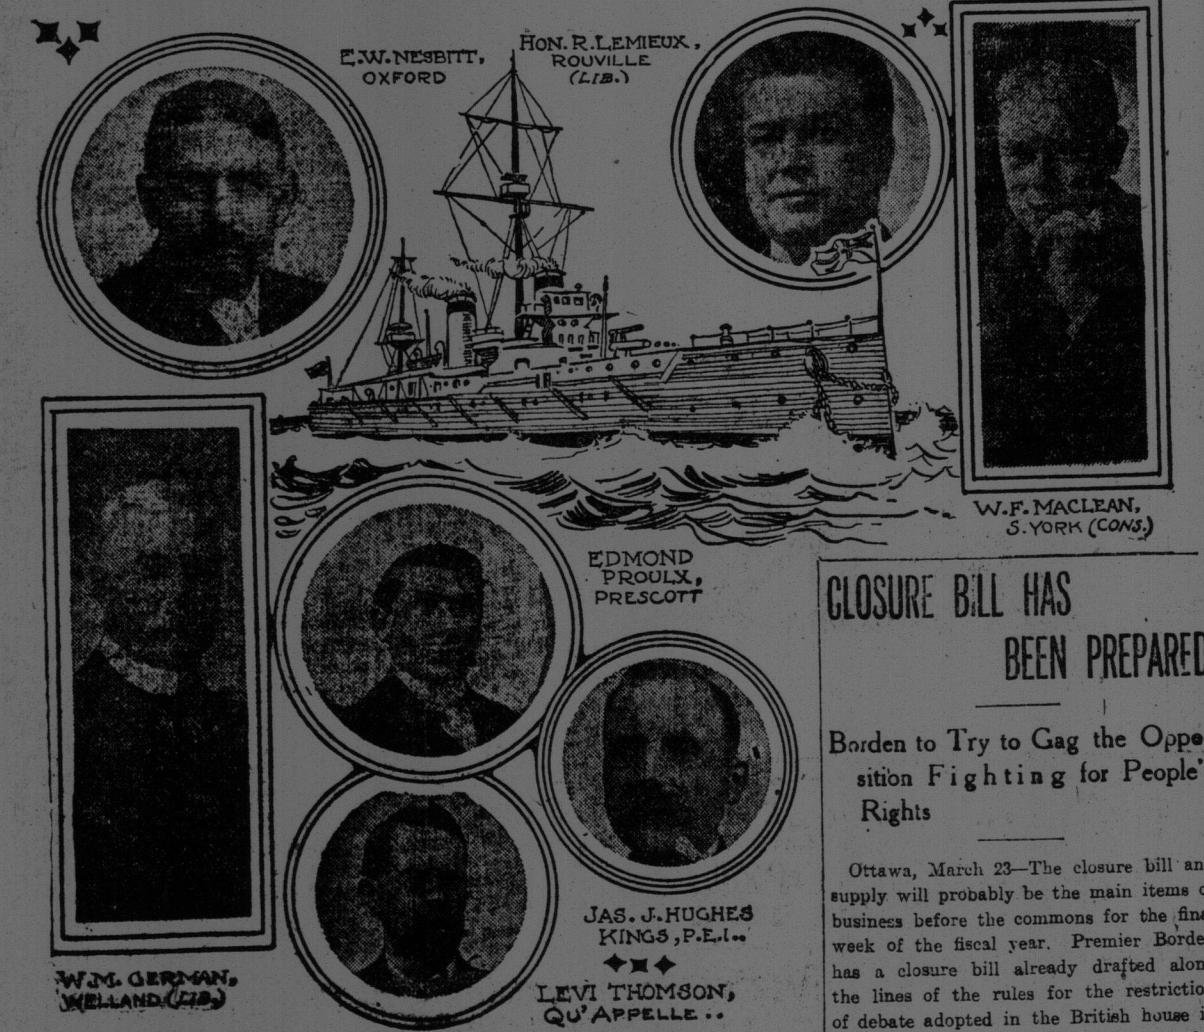 E.W. NESBITT,
OXFORD
HON. R. LEMIEUX,
ROUVILLE
(LIB.)
W.F. MACLEAN,
S. YORK (CONS.)
EDMOND
PROULX,
PRESCOTT
JAS. J. HUGHES
KINGS, P.E.I..
W.M. GERMAN,
WELLAND (LIB.)
LEVI THOMSON,
QU'APPELLE..
CLOSURE BILL HAS
BEEN PREPARED
Borden to Try to Gag the Oppo
sition Fighting for People'
Rights
Ottawa, March 23—The closure bill an
supply will probably be the main items o
business before the commons for the fina
week of the fiscal year. Premier Borde
has a closure bill already drafted alon
the lines of the rules for the restrictio
of debate adopted in the British house i